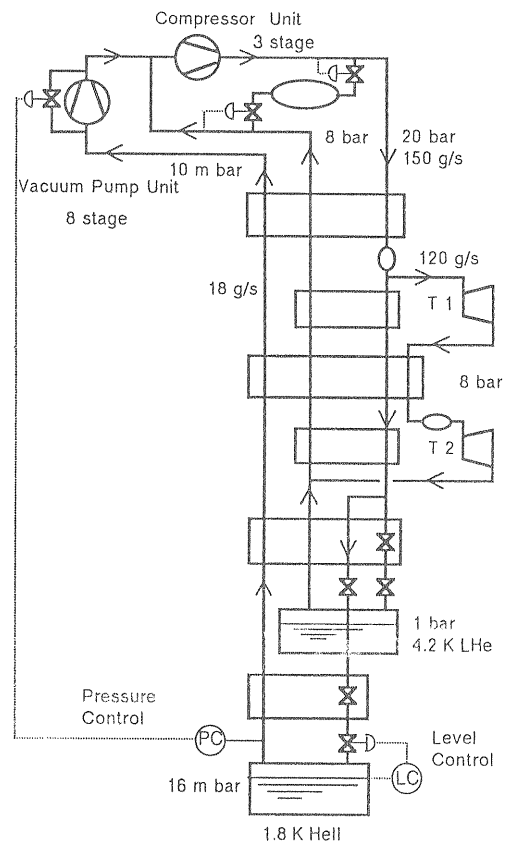 Compressor Unit
3 stage
8 bar
20 bar
150 g/s
10 m bar
Vacuum Pump Unit
8 stage
120 g/s
T 1
18 g/s
8 bar
T 2
1 bar
4.2 K LHe
Pressure
Control
PC
Level
Control
LC
16 m bar
1.8 K HeII